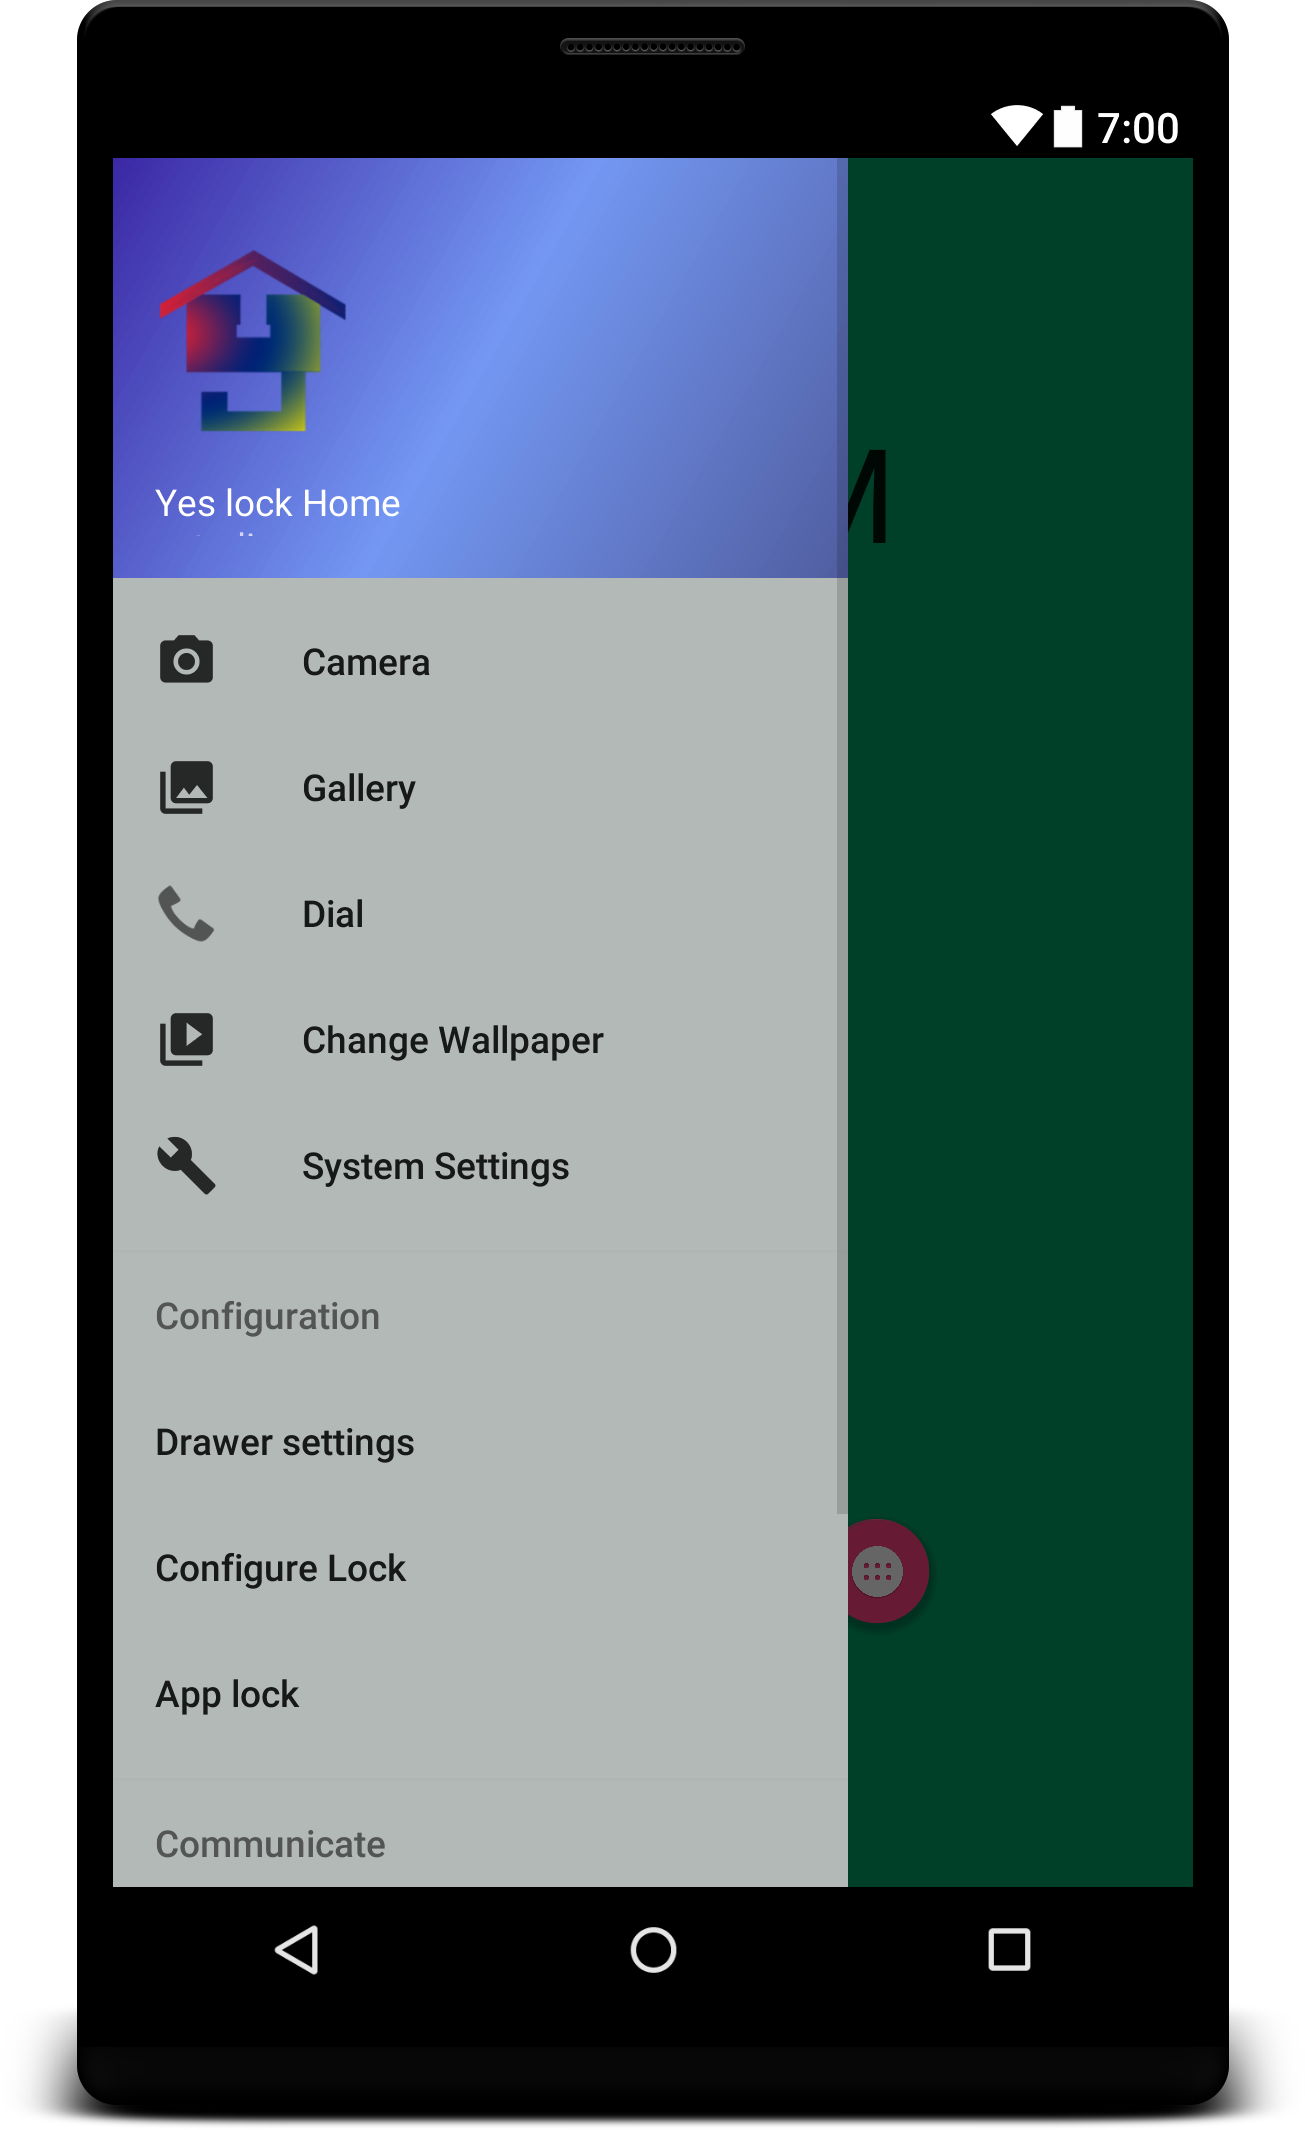 7:00
M
Yes lock Home
Camera
Gallery
Dial
Change Wallpaper
System Settings
Configuration
Drawer settings
Configure Lock
App lock
Communicate